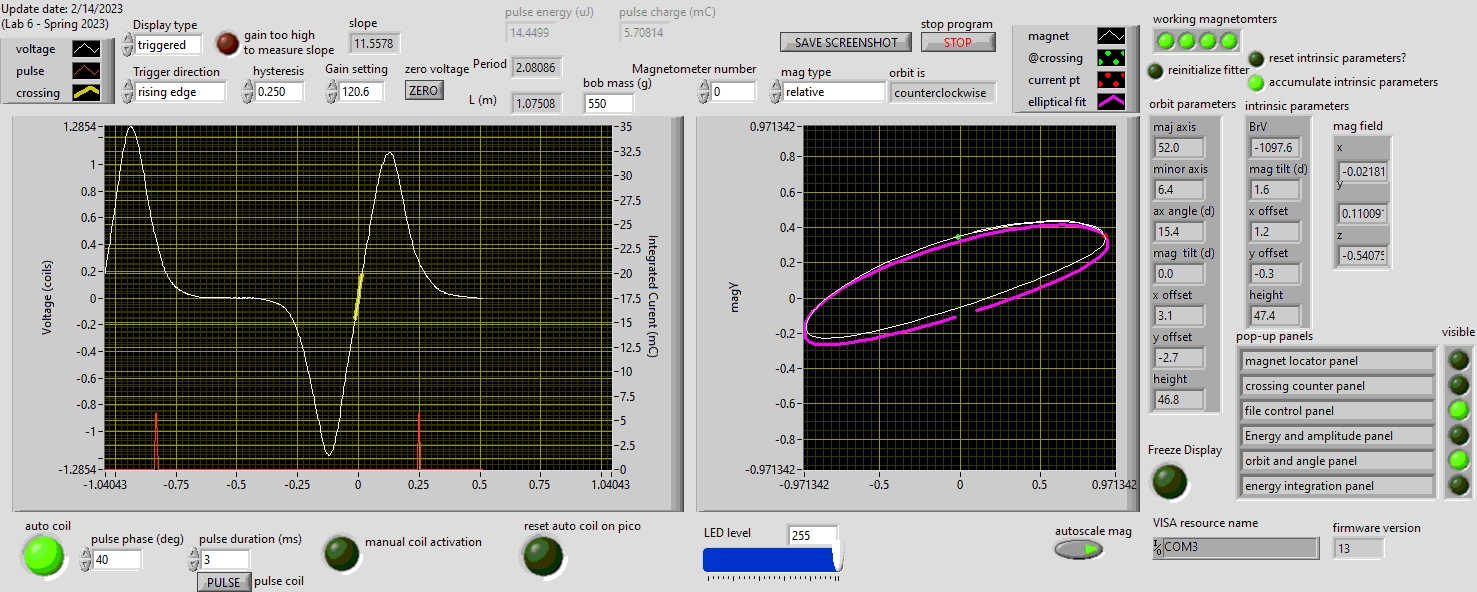 Update date: 2/14/2023
(Lab 6 - Spring 2023)
voltage
pulse
crossing
Display type
triggered
gain too high
to measure slope
slope
11.5578
pulse energy (uJ)
14.4499
pulse charge (mC)
5.70814
Trigger direction
rising edge
hysteresis
0.250
Gain setting
120.6
zero voltage
ZERO
Period
2.08086
L (m)
1.07508
bob mass (g)
550
Magnetometer number
0
mag type
relative
orbit is
counterclockwise
SAVE SCREENSHOT
stop program
STOP
magnet
@crossing
current pt
elliptical fit
working magnetomters
reinitialize fitter
reset intrinsic parameters?
accumulate intrinsic parameters
orbit parameters
maj axis
52.0
minor axis
6.4
ax angle (d)
15.4
mag tilt (d)
0.0
x offset
3.1
y offset
-2.7
height
46.8
intrinsic parameters
BrV
-1097.6
mag tilt (d)
1.6
x offset
1.2
y offset
-0.3
height
47.4
mag field
x
-0.02181
y
0.11009
z
-0.54075
Voltage (coils)
1.2854
1
0.8
0.6
0.4
0.2
0
-0.2
-0.4
-0.6
-0.8
-1
-1.2854
-1.04043
-0.75
-0.5
-0.25
0
0.25
0.5
0.75
1.04043
35
32.5
30
27.5
25
22.5
20
17.5
15
12.5
10
7.5
5
2.5
0
Integrated Curent (mC)
magy
0.971342
0.8
0.6
0.4
0.2
0
-0.2
-0.4
-0.6
-0.8
-0.971342
-0.971342
-0.5
0
0.5
0.971342
pop-up panels
visible
magnet locator panel
crossing counter panel
file control panel
Energy and amplitude panel
orbit and angle panel
energy integration panel
Freeze Display
auto coil
pulse phase (deg)
40
pulse duration (ms)
3
PULSE
pulse coil
manual coil activation
reset auto coil on pico
LED level
255
autoscale mag
VISA resource name
COM3
firmware version
13